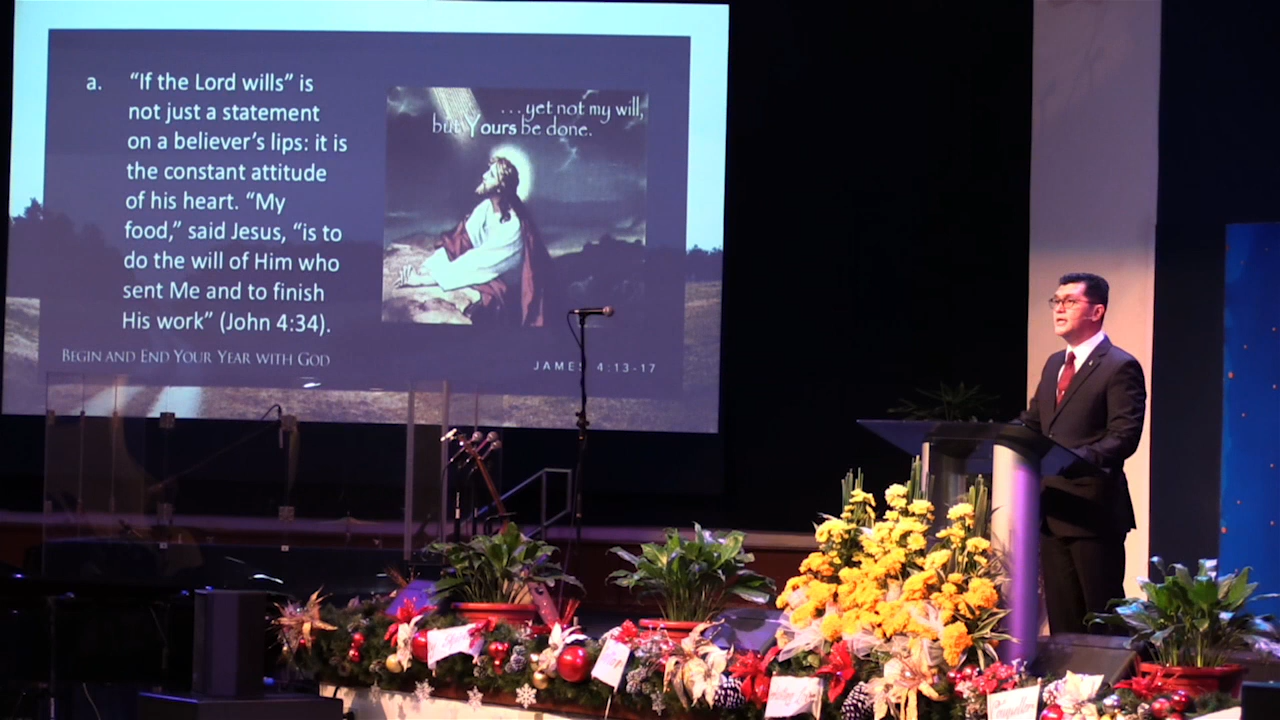 a. “If the Lord wills” is
not just a statement
on a believer’s lips: it is
the constant attitude
of his heart. “My
food,” said Jesus, “is to
do the will of Him who
sent Me and to finish
His work” (John 4:34).
...yet not my will,
but Yours be done.
BEGIN AND END YOUR YEAR WITH GOD
JAMES 4:13-17